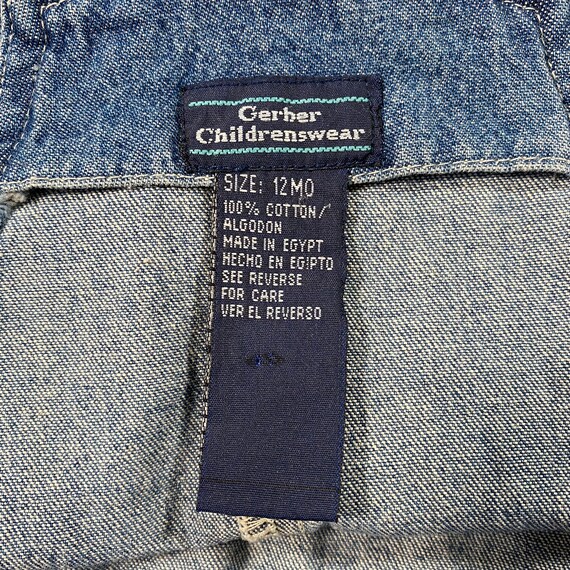 Gerber
Childrenswear
SIZE: 12MO
100% COTTON/
ALGODON
MADE IN EGYPT
HECHO EN EGIPTO
SEE REVERSE
FOR CARE
VER EL REVERSO